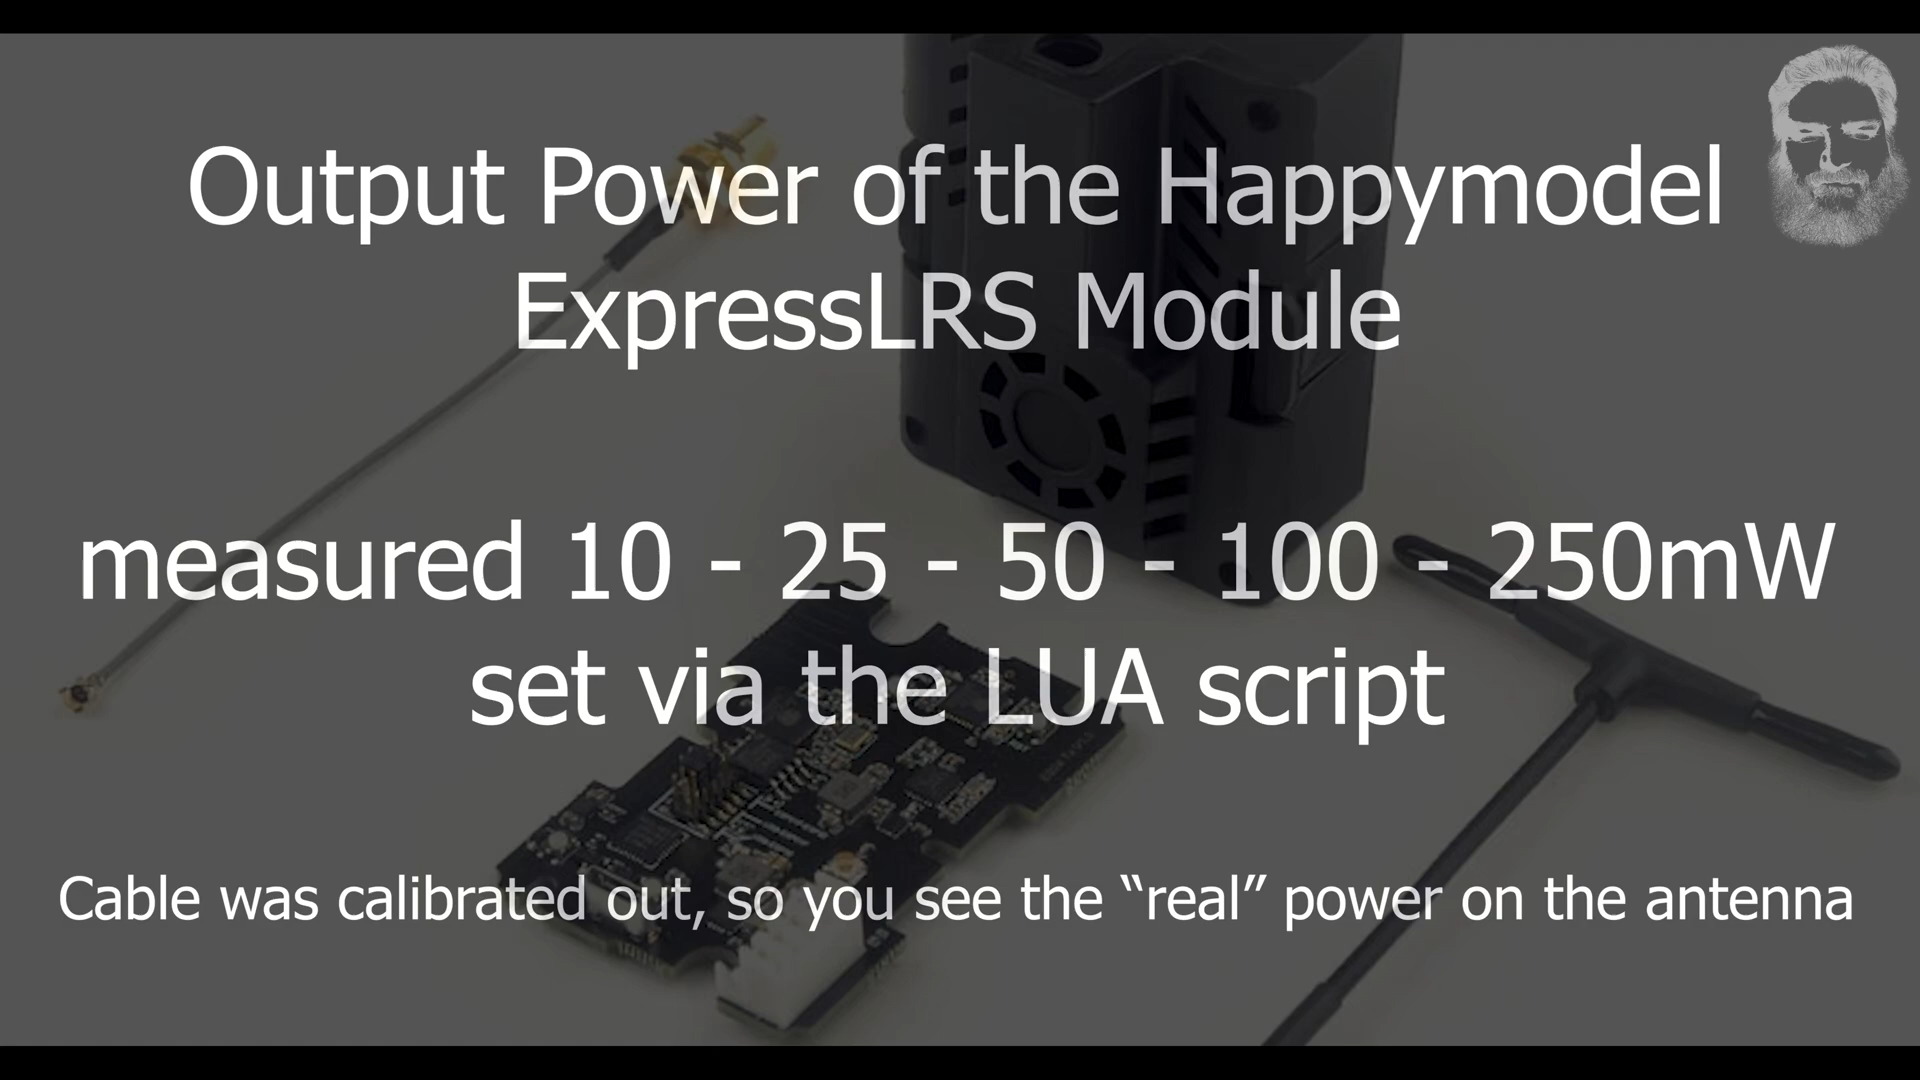 Output Power of the Happymodel
ExpressLRS Module
measured 10 - 25 - 50 - 100 - 250mW
set via the LUA script
Cable was calibrated out, so you see the “real” power on the antenna